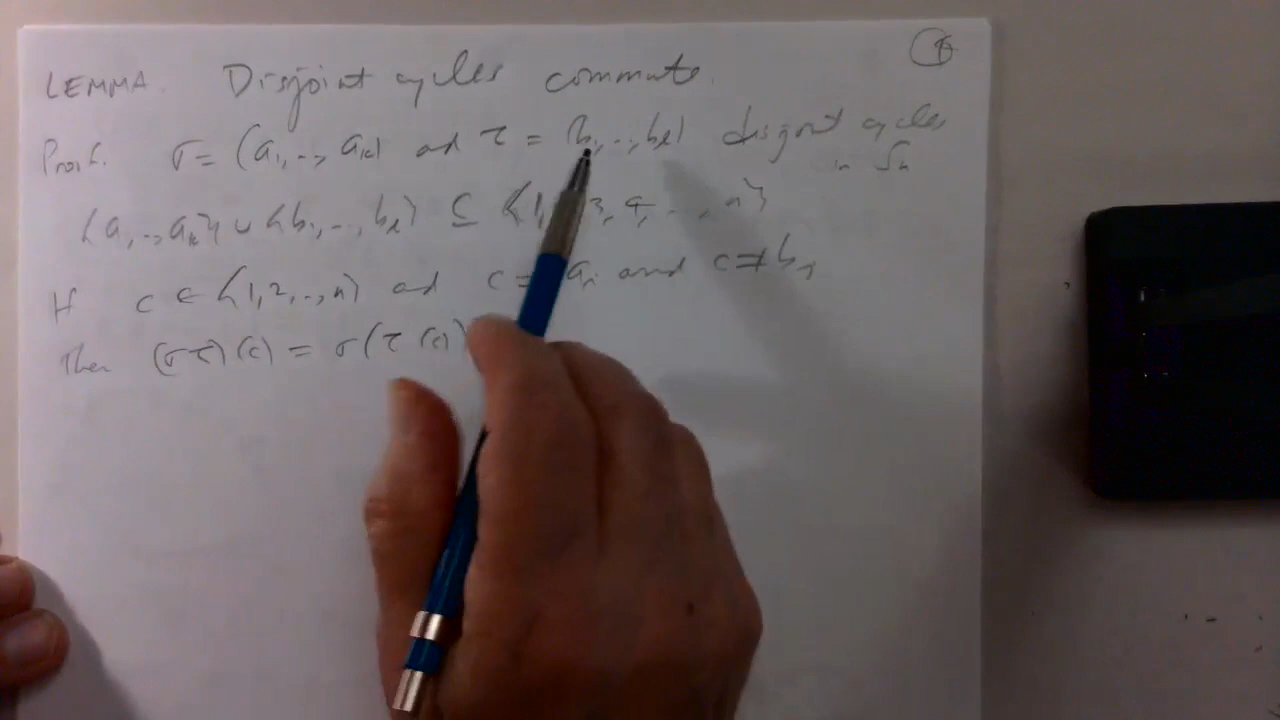 ④
LEMMA. Disjoint cycles commute.
Proof. σ = (a₁,..,aₖ) and τ = (b₁,..,bₗ) disjoint cycles
in Sₙ
{a₁,..,aₖ} ∪ {b₁,..,bₗ} ⊆ {1, 3, 4,..., n}
If c ∈ {1,2,..,n} and c ≠ aᵢ and c ≠ bⱼ
Then (στ)(c) = σ(τ(c)